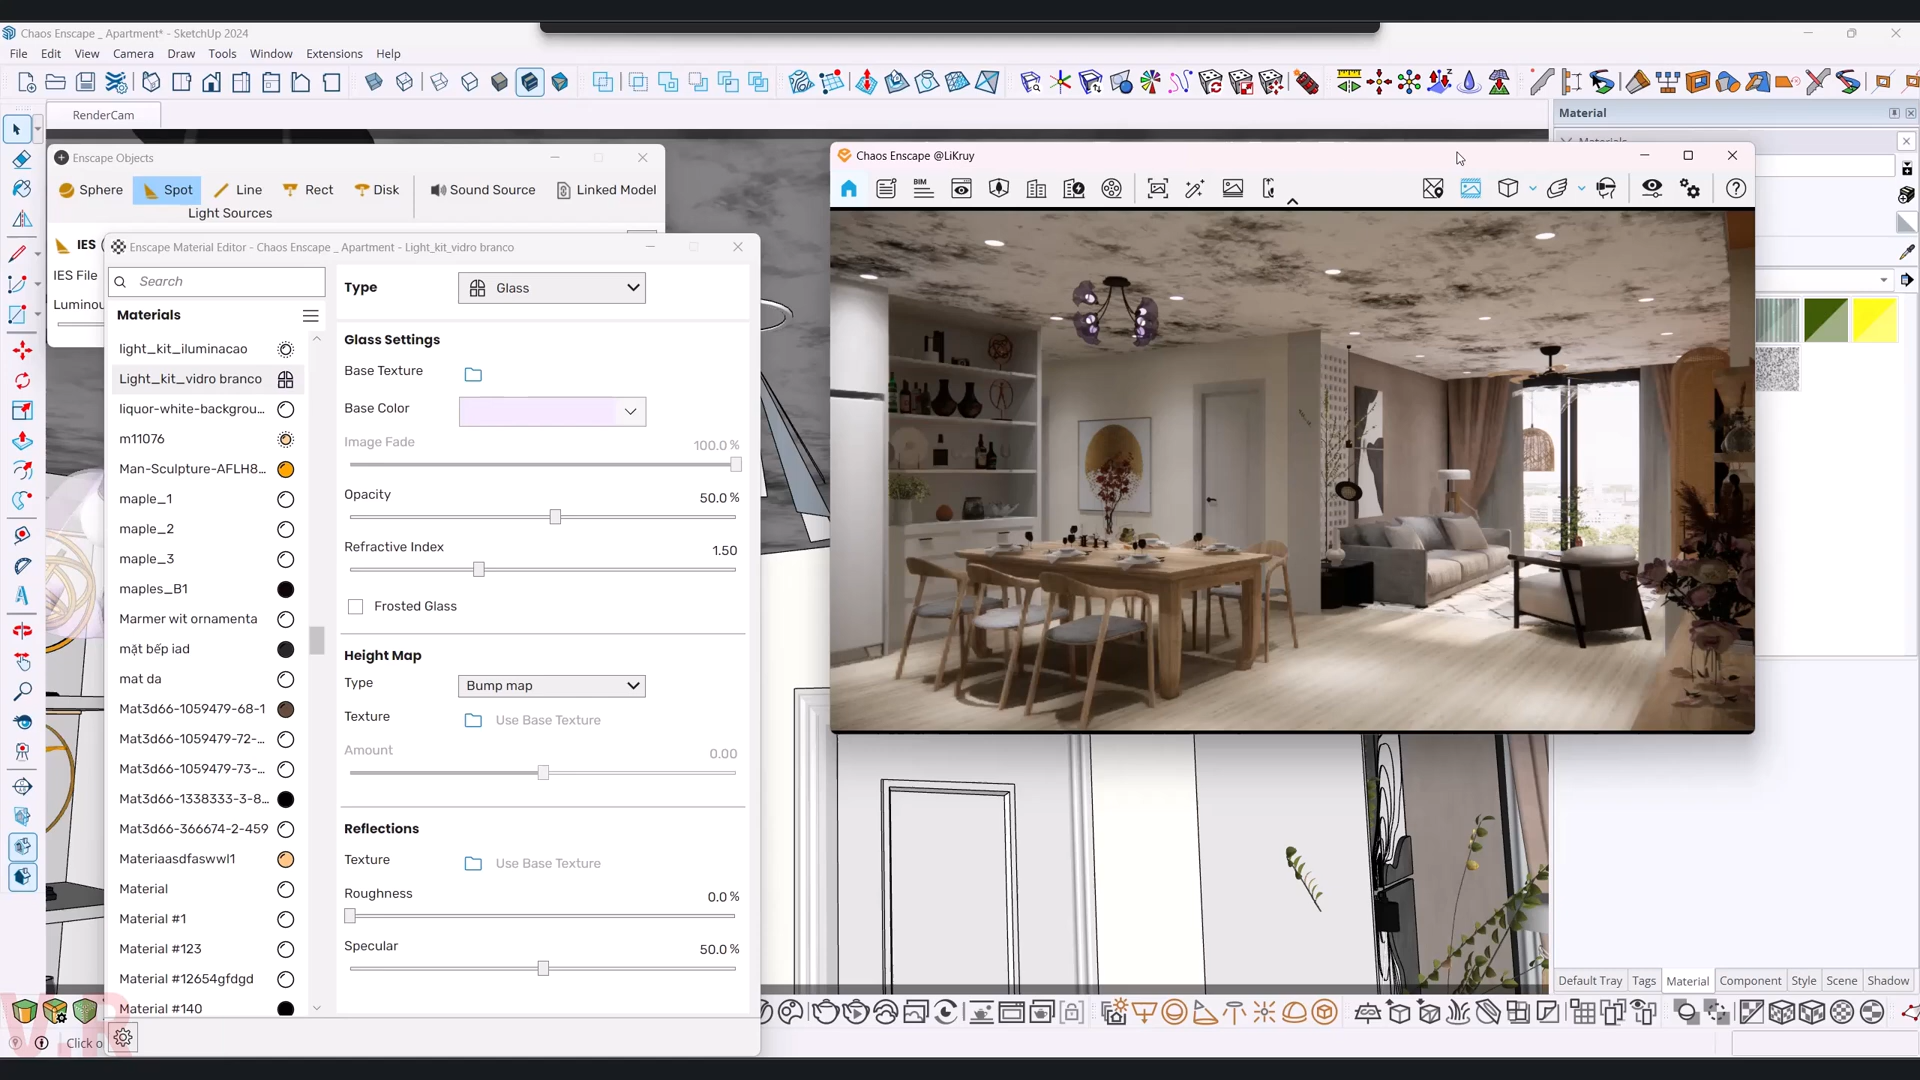 Chaos Enscape _ Apartment* - SketchUp 2024
File Edit View Camera Draw Tools Window Extensions Help
RenderCam
Material
Materials
Enscape Objects
Sphere Spot Line Rect Disk Sound Source Linked Model
Light Sources
IES (
IES File
Luminou
Chaos Enscape @LiKruy
BIM
Enscape Material Editor - Chaos Enscape _ Apartment - Light_kit_vidro branco
Search
Materials
light_kit_iluminacao
Light_kit_vidro branco
liquor-white-backgrou...
m11076
Man-Sculpture-AFLH8...
maple_1
maple_2
maple_3
maples_B1
Marmer wit ornamenta
mặt bếp iad
mat da
Mat3d66-1059479-68-1
Mat3d66-1059479-72-...
Mat3d66-1059479-73-...
Mat3d66-1338333-3-8...
Mat3d66-366674-2-459
Materiaasdfaswwl1
Material
Material #1
Material #123
Material #12654gfdgd
Material #140
Type Glass
Glass Settings
Base Texture
Base Color
Image Fade 100.0 %
Opacity 50.0 %
Refractive Index 1.50
Frosted Glass
Height Map
Type Bump map
Texture Use Base Texture
Amount 0.00
Reflections
Texture Use Base Texture
Roughness 0.0 %
Specular 50.0 %
Default Tray Tags Material Component Style Scene Shadow
V.R
Click o